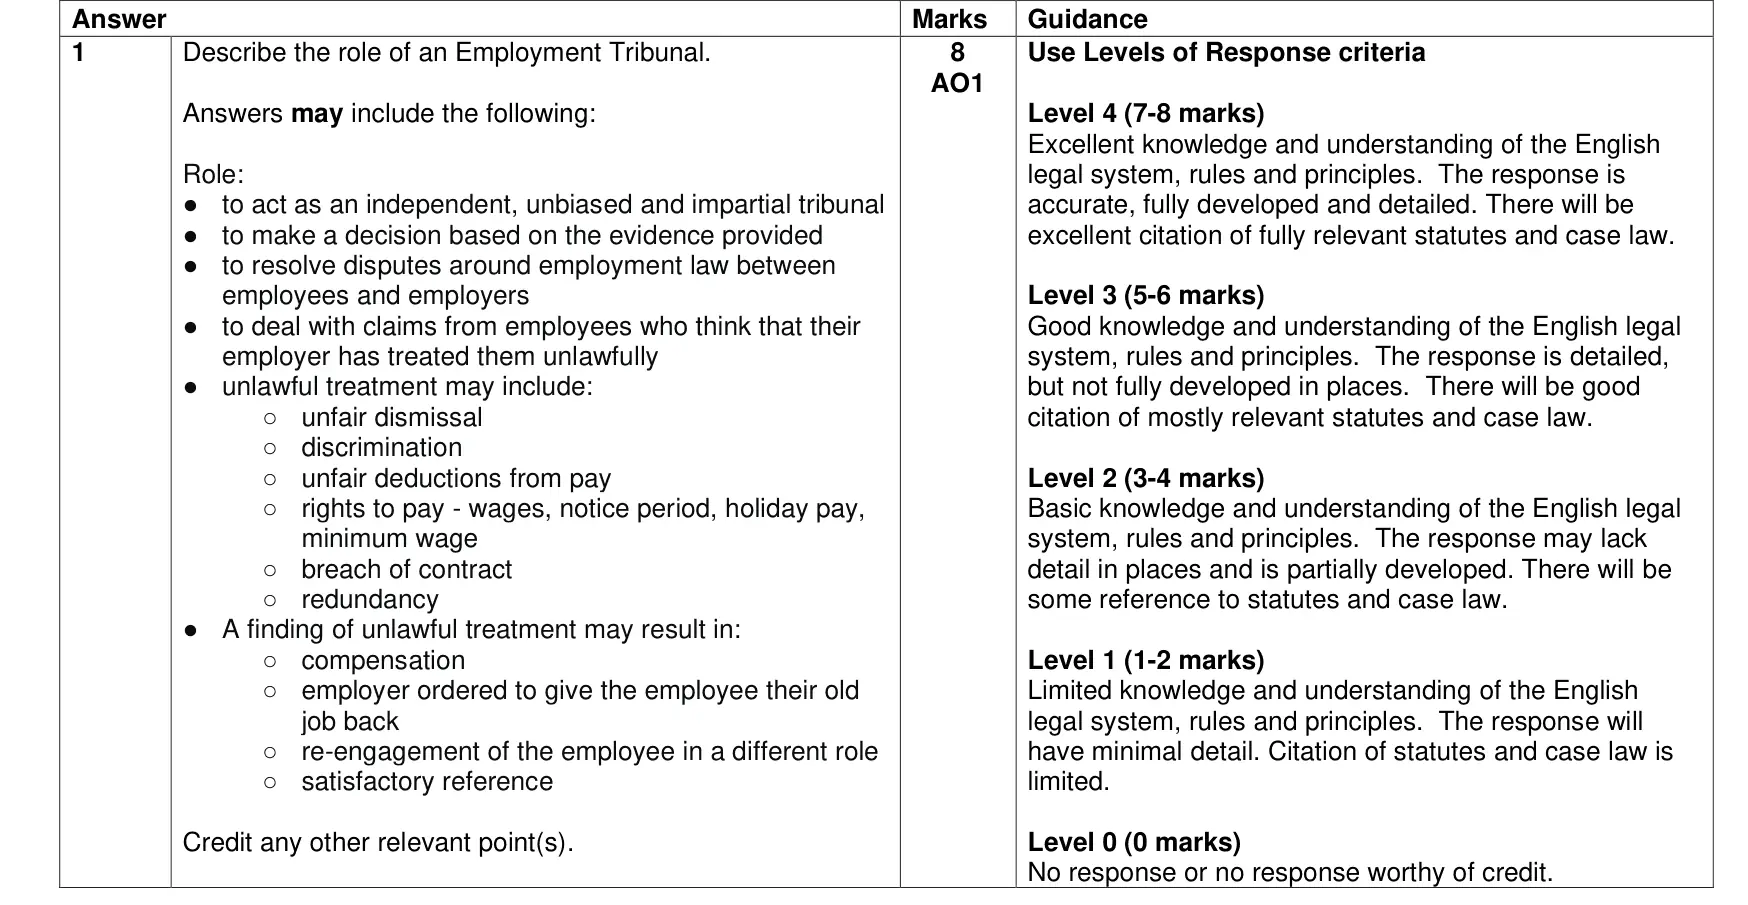 Answer Marks Guidance
1 Describe the role of an Employment Tribunal.
Answers may include the following:
Role:
● to act as an independent, unbiased and impartial tribunal
● to make a decision based on the evidence provided
● to resolve disputes around employment law between
employees and employers
● to deal with claims from employees who think that their
employer has treated them unlawfully
● unlawful treatment may include:
○ unfair dismissal
○ discrimination
○ unfair deductions from pay
○ rights to pay - wages, notice period, holiday pay,
minimum wage
○ breach of contract
○ redundancy
● A finding of unlawful treatment may result in:
○ compensation
○ employer ordered to give the employee their old
job back
○ re-engagement of the employee in a different role
○ satisfactory reference
Credit any other relevant point(s).
8
AO1
Use Levels of Response criteria
Level 4 (7-8 marks)
Excellent knowledge and understanding of the English
legal system, rules and principles. The response is
accurate, fully developed and detailed. There will be
excellent citation of fully relevant statutes and case law.
Level 3 (5-6 marks)
Good knowledge and understanding of the English legal
system, rules and principles. The response is detailed,
but not fully developed in places. There will be good
citation of mostly relevant statutes and case law.
Level 2 (3-4 marks)
Basic knowledge and understanding of the English legal
system, rules and principles. The response may lack
detail in places and is partially developed. There will be
some reference to statutes and case law.
Level 1 (1-2 marks)
Limited knowledge and understanding of the English
legal system, rules and principles. The response will
have minimal detail. Citation of statutes and case law is
limited.
Level 0 (0 marks)
No response or no response worthy of credit.